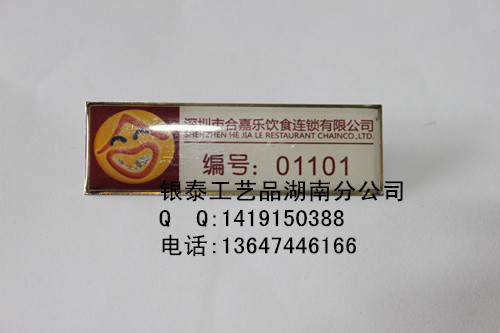 深圳市合嘉乐饮食连锁有限公司
SHENZHEN HE JIA LE RESTAURANT CHAINCO.,LTD.
编号：01101
银泰工艺品湖南分公司
Q Q:1419150388
电话:13647446166